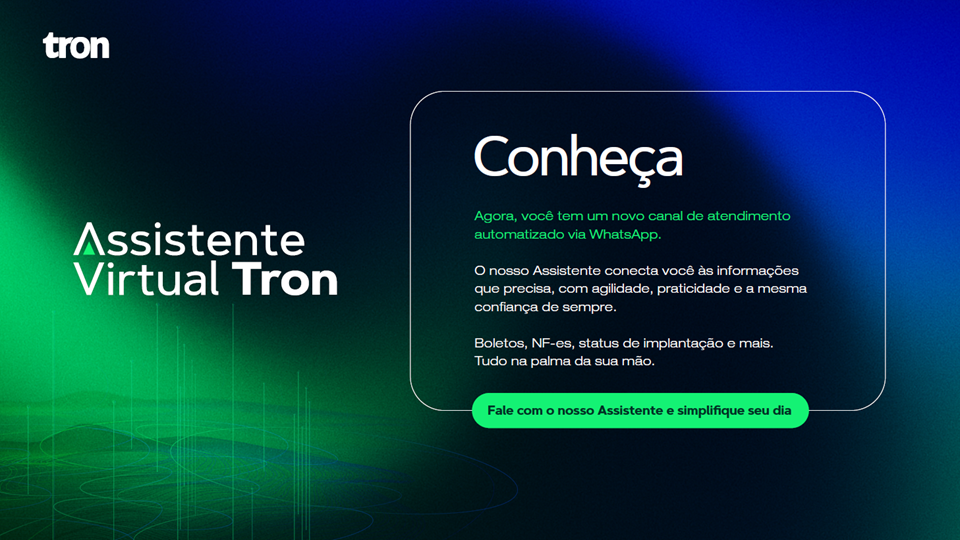 tron
Assistente
Virtual Tron
Conheça
Agora, você tem um novo canal de atendimento
automatizado via WhatsApp.
O nosso Assistente conecta você às informações
que precisa, com agilidade, praticidade e a mesma
confiança de sempre.
Boletos, NF-es, status de implantação e mais.
Tudo na palma da sua mão.
Fale com o nosso Assistente e simplifique seu dia